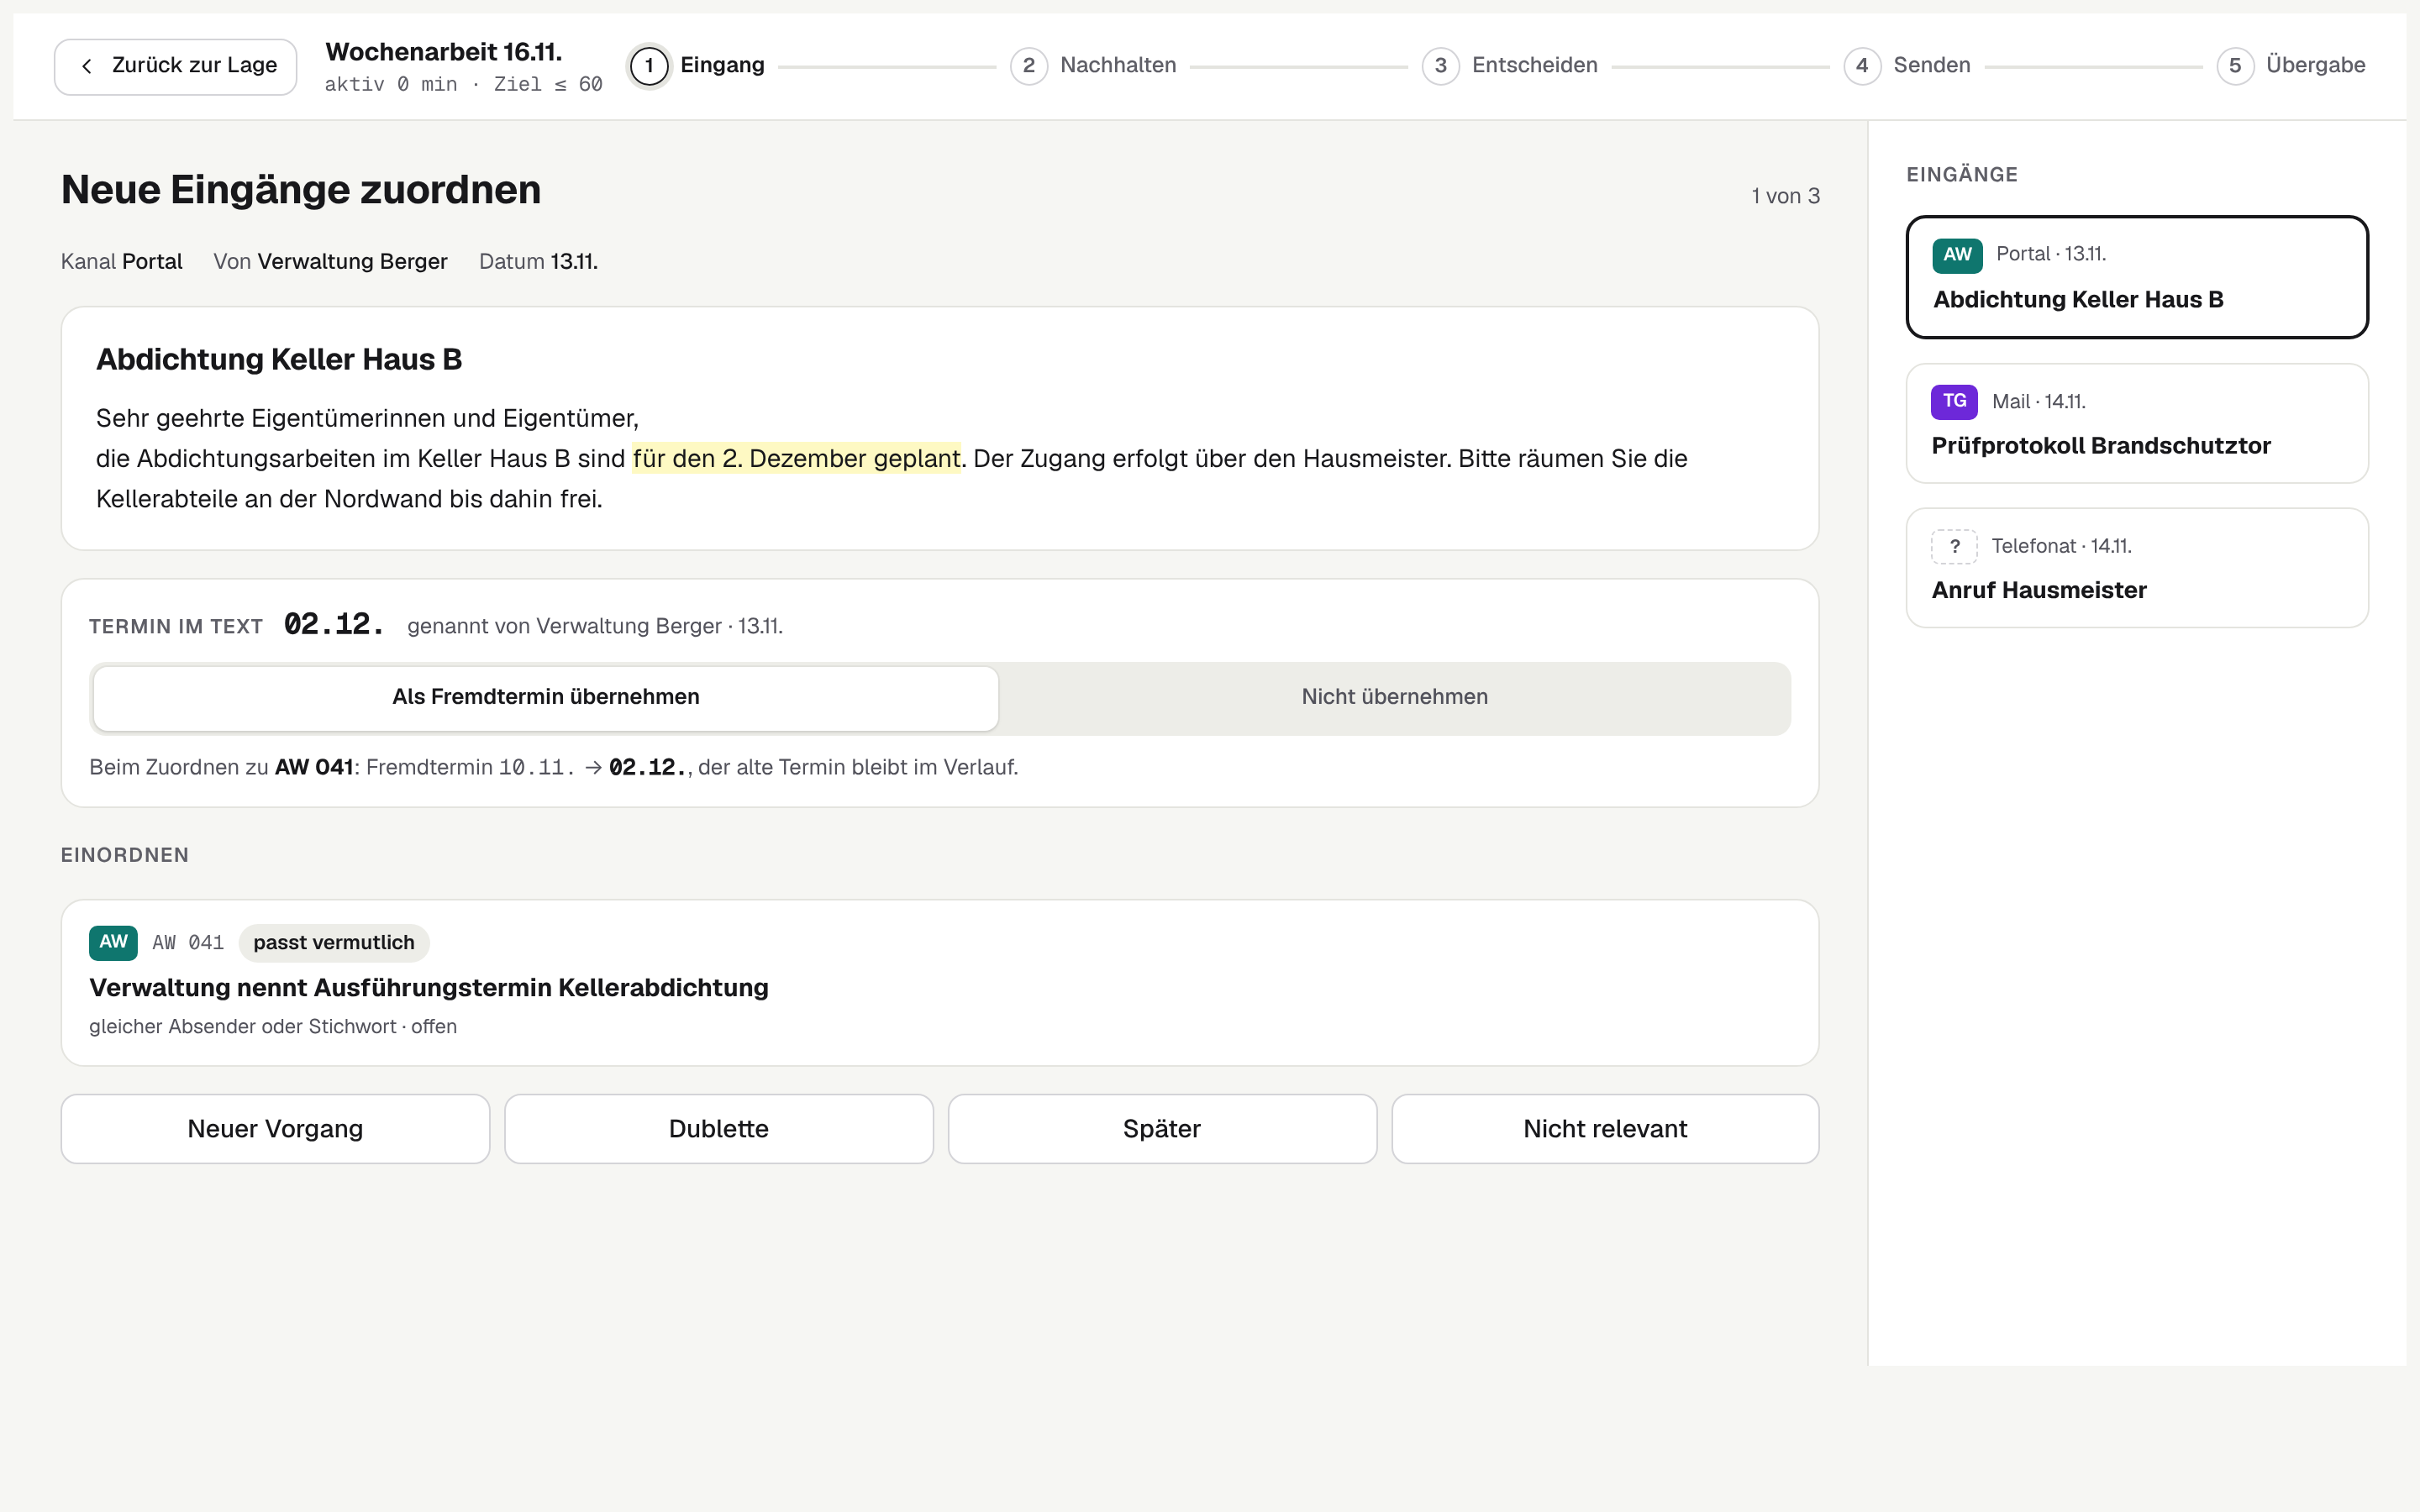 Zurück zur Lage
Wochenarbeit 16.11.
aktiv 0 min · Ziel ≤ 60
1 Eingang
2 Nachhalten
3 Entscheiden
4 Senden
5 Übergabe
Neue Eingänge zuordnen
1 von 3
Kanal Portal Von Verwaltung Berger Datum 13.11.
Abdichtung Keller Haus B
Sehr geehrte Eigentümerinnen und Eigentümer,
die Abdichtungsarbeiten im Keller Haus B sind für den 2. Dezember geplant. Der Zugang erfolgt über den Hausmeister. Bitte räumen Sie die
Kellerabteile an der Nordwand bis dahin frei.
TERMIN IM TEXT 02.12. genannt von Verwaltung Berger · 13.11.
Als Fremdtermin übernehmen
Nicht übernehmen
Beim Zuordnen zu AW 041: Fremdtermin 10.11. → 02.12., der alte Termin bleibt im Verlauf.
EINORDNEN
AW AW 041 passt vermutlich
Verwaltung nennt Ausführungstermin Kellerabdichtung
gleicher Absender oder Stichwort · offen
Neuer Vorgang
Dublette
Später
Nicht relevant
EINGÄNGE
AW Portal · 13.11.
Abdichtung Keller Haus B
TG Mail · 14.11.
Prüfprotokoll Brandschutztor
? Telefonat · 14.11.
Anruf Hausmeister